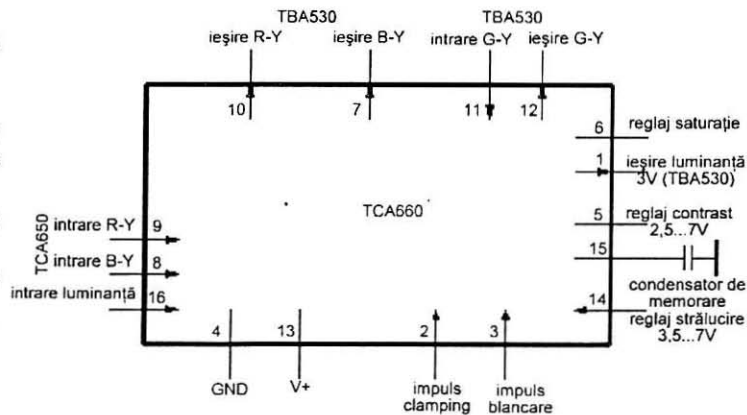 TBA530
TBA530
ieşire R-Y
ieşire B-Y
intrare G-Y
ieşire G-Y
10
7
11
12
6
reglaj saturaţie
1
ieşire luminanţă
3V (TBA530)
TCA660
5
reglaj contrast
2,5...7V
15
condensator de
memorare
14
reglaj strălucire
3,5...7V
TCA650
intrare R-Y
9
intrare B-Y
8
intrare luminanţă
16
4
13
2
3
GND
V+
impuls
clamping
impuls
blancare